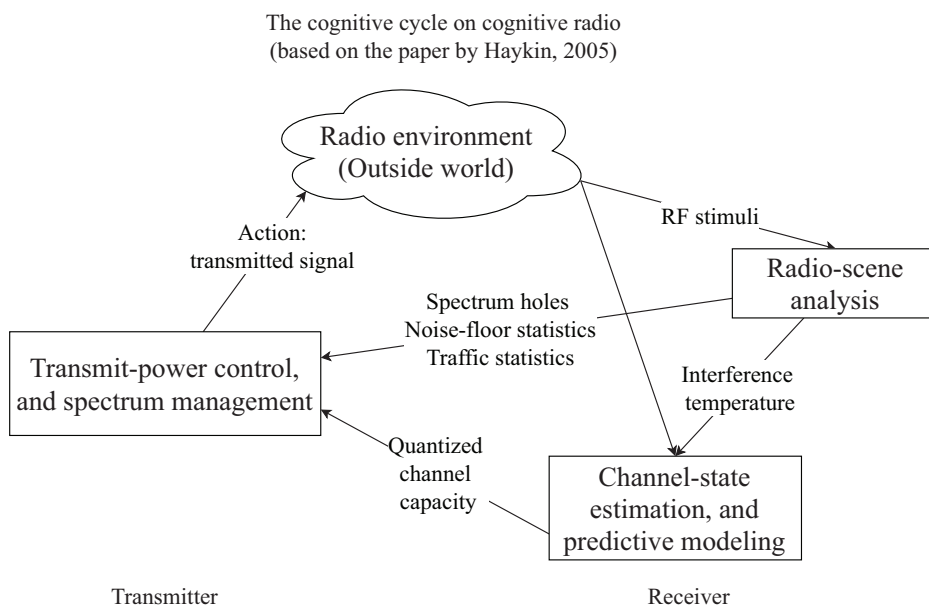 The cognitive cycle on cognitive radio
(based on the paper by Haykin, 2005)
Radio environment
(Outside world)
RF stimuli
Action:
transmitted signal
Radio-scene
analysis
Spectrum holes
Noise-floor statistics
Traffic statistics
Transmit-power control,
and spectrum management
Interference
temperature
Quantized
channel
capacity
Channel-state
estimation, and
predictive modeling
Transmitter
Receiver